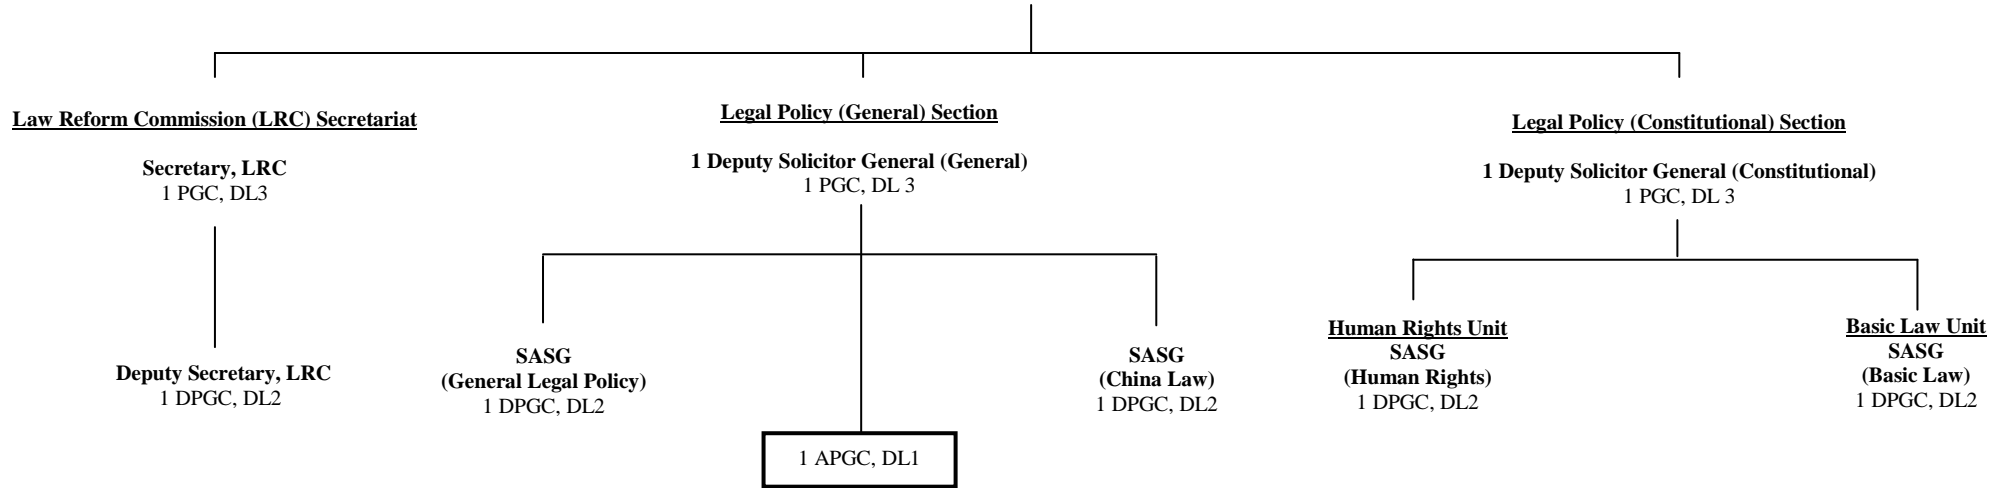 Law Reform Commission (LRC) Secretariat
Secretary, LRC
1 PGC, DL3
Deputy Secretary, LRC
1 DPGC, DL2
Legal Policy (General) Section
1 Deputy Solicitor General (General)
1 PGC, DL 3
SASG
(General Legal Policy)
1 DPGC, DL2
1 APGC, DL1
SASG
(China Law)
1 DPGC, DL2
Legal Policy (Constitutional) Section
1 Deputy Solicitor General (Constitutional)
1 PGC, DL 3
Human Rights Unit
SASG
(Human Rights)
1 DPGC, DL2
Basic Law Unit
SASG
(Basic Law)
1 DPGC, DL2